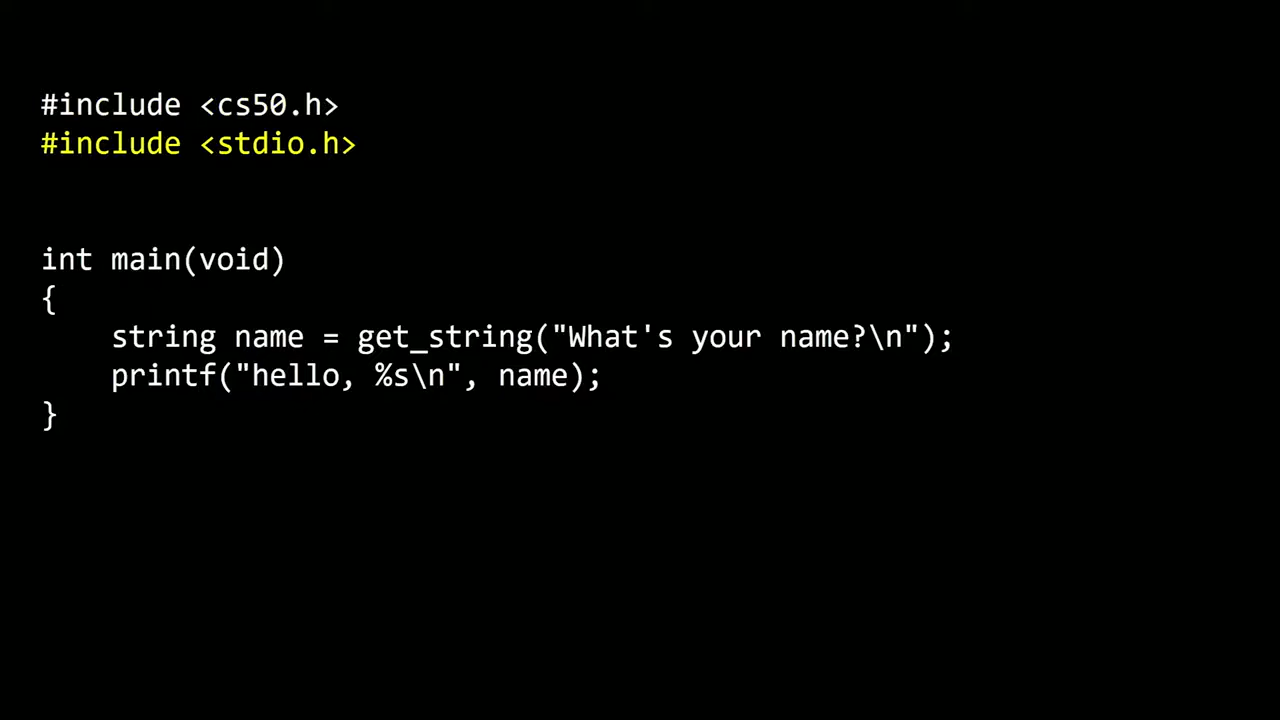 #include <cs50.h>
#include <stdio.h>
int main(void)
{
    string name = get_string("What's your name?\n");
    printf("hello, %s\n", name);
}